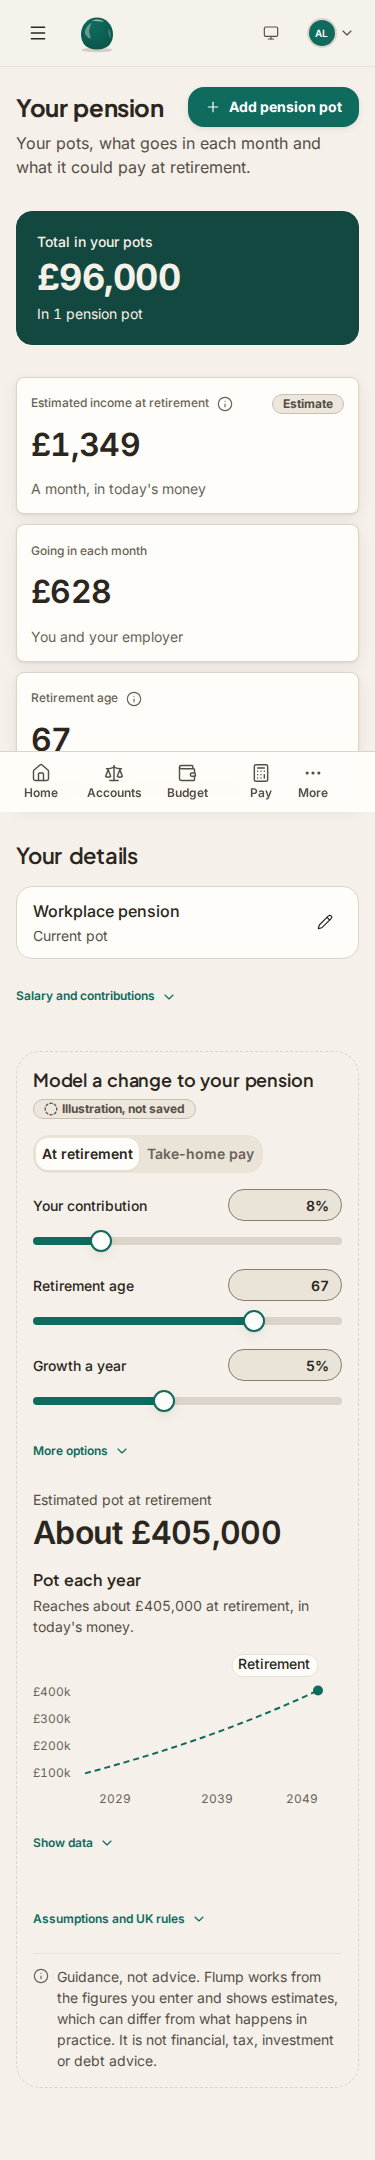 AL
Your pension
Add pension pot
Your pots, what goes in each month and
what it could pay at retirement.
Total in your pots
£96,000
In 1 pension pot
Estimated income at retirement
Estimate
£1,349
A month, in today's money
Going in each month
£628
You and your employer
Retirement age
67
Home
Accounts
Budget
Pay
More
Your details
Workplace pension
Current pot
Salary and contributions
Model a change to your pension
Illustration, not saved
At retirement
Take-home pay
Your contribution
8%
Retirement age
67
Growth a year
5%
More options
Estimated pot at retirement
About £405,000
Pot each year
Reaches about £405,000 at retirement, in
today's money.
Retirement
£400k
£300k
£200k
£100k
2029
2039
2049
Show data
Assumptions and UK rules
Guidance, not advice. Flump works from
the figures you enter and shows estimates,
which can differ from what happens in
practice. It is not financial, tax, investment
or debt advice.